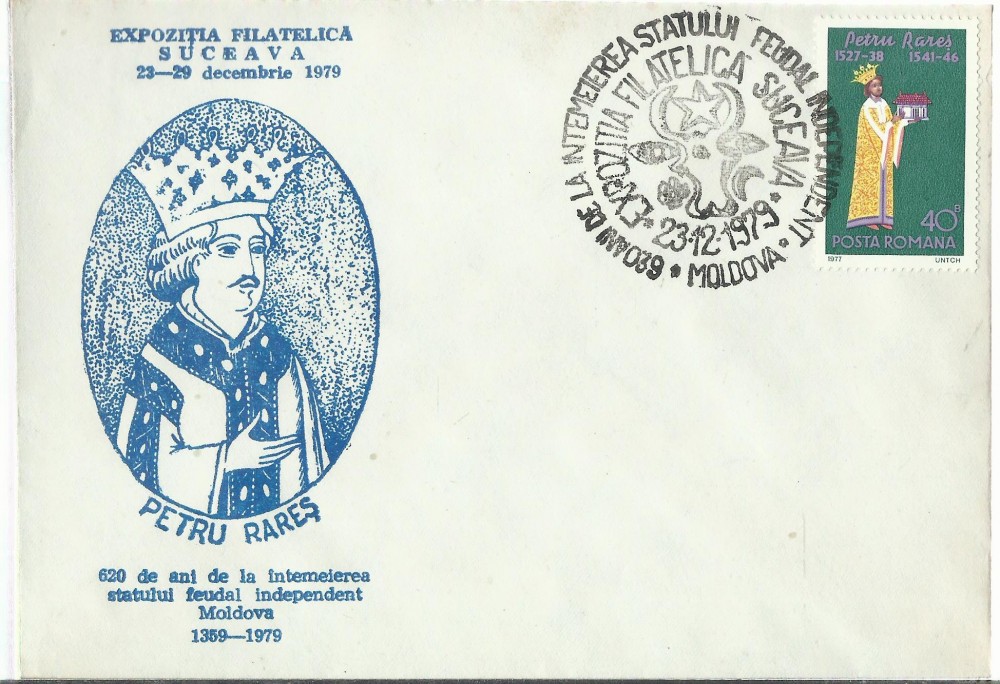 EXPOZIȚIA FILATELICĂ
SUCEAVA
23—29 decembrie 1979
PETRU RAREȘ
620 de ani de la întemeierea
statului feudal independent
Moldova
1359—1979
620 ANI DE LA INTEMEIEREA STATULUI FEUDAL INDEPENDENT
* MOLDOVA *
EXPOZIȚIA FILATELICĂ SUCEAVA
* 23.12.1979 *
Petru Rareș
1527-38 1541-46
40B
POSTA ROMANA
1977 UNTCH